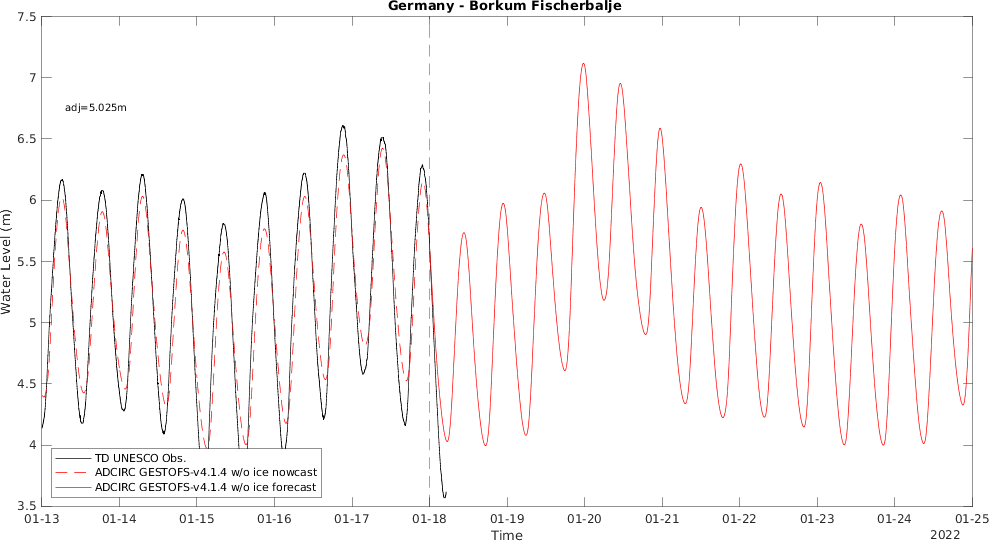 Germany - Borkum Fischerbalje
7.5
7
6.5
6
5.5
5
4.5
4
3.5
Water Level (m)
adj=5.025m
TD UNESCO Obs.
ADCIRC GESTOFS-v4.1.4 w/o ice nowcast
ADCIRC GESTOFS-v4.1.4 w/o ice forecast
01-13 01-14 01-15 01-16 01-17 01-18 01-19 01-20 01-21 01-22 01-23 01-24 01-25
Time
2022